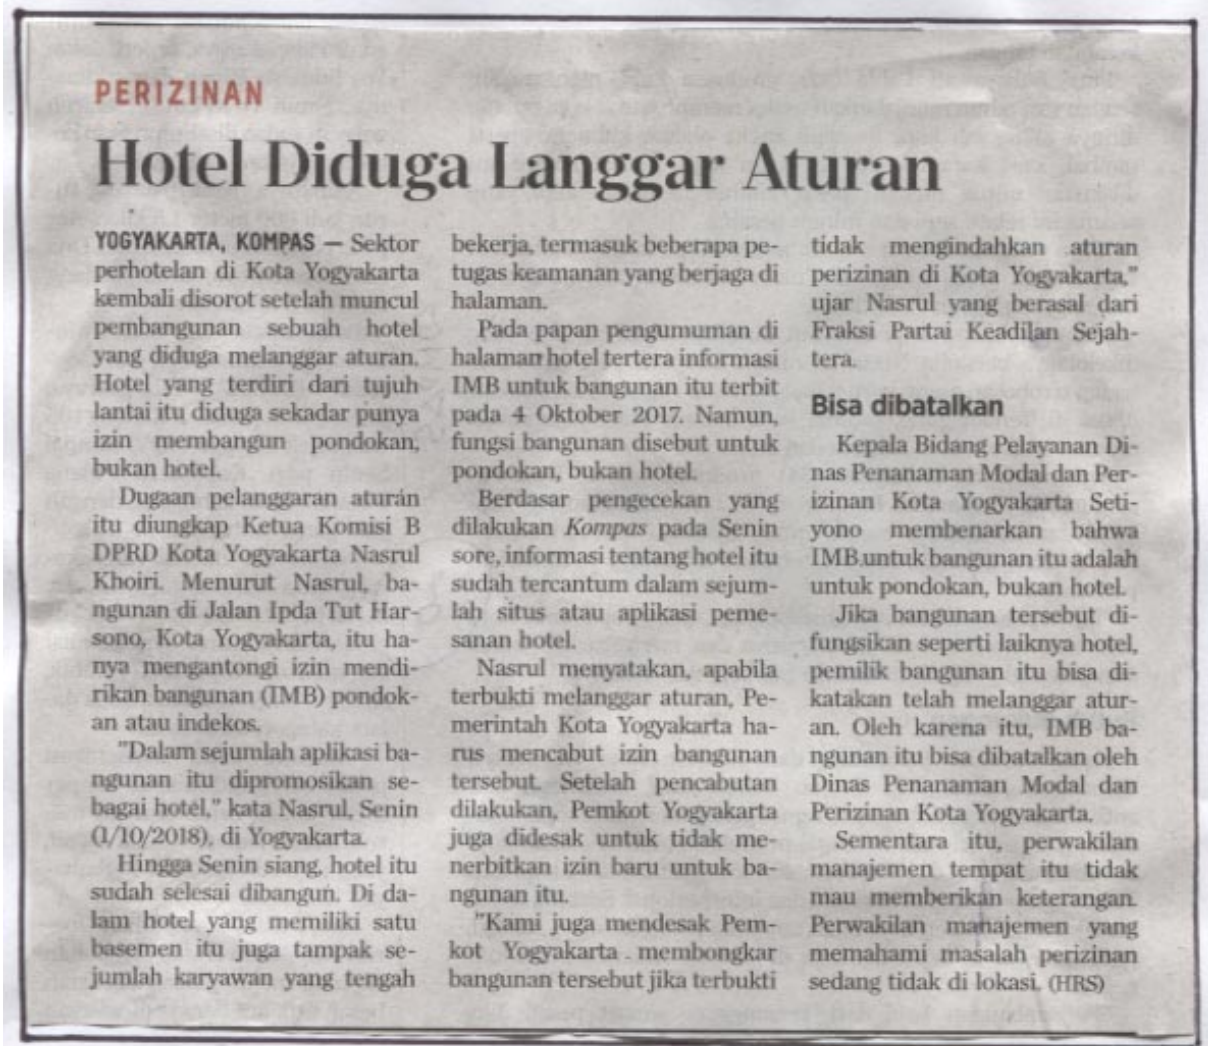 PERIZINAN
Hotel Diduga Langgar Aturan
YOGYAKARTA, KOMPAS — Sektor
perhotelan di Kota Yogyakarta
kembali disorot setelah muncul
pembangunan sebuah hotel
yang diduga melanggar aturan.
Hotel yang terdiri dari tujuh
lantai itu diduga sekadar punya
izin membangun pondokan,
bukan hotel.
Dugaan pelanggaran aturan
itu diungkap Ketua Komisi B
DPRD Kota Yogyakarta Nasrul
Khoiri. Menurut Nasrul, ba-
ngunan di Jalan Ipda Tut Har-
sono, Kota Yogyakarta, itu ha-
nya mengantongi izin mendi-
rikan bangunan (IMB) pondok-
an atau indekos.
"Dalam sejumlah aplikasi ba-
ngunan itu dipromosikan se-
bagai hotel," kata Nasrul, Senin
(1/10/2018), di Yogyakarta.
Hingga Senin siang, hotel itu
sudah selesai dibangun. Di da-
lam hotel yang memiliki satu
basemen itu juga tampak se-
jumlah karyawan yang tengah
bekerja, termasuk beberapa pe-
tugas keamanan yang berjaga di
halaman.
Pada papan pengumuman di
halaman hotel tertera informasi
IMB untuk bangunan itu terbit
pada 4 Oktober 2017. Namun,
fungsi bangunan disebut untuk
pondokan, bukan hotel.
Berdasar pengecekan yang
dilakukan Kompas pada Senin
sore, informasi tentang hotel itu
sudah tercantum dalam sejum-
lah situs atau aplikasi peme-
sanan hotel.
Nasrul menyatakan, apabila
terbukti melanggar aturan, Pe-
merintah Kota Yogyakarta ha-
rus mencabut izin bangunan
tersebut. Setelah pencabutan
dilakukan, Pemkot Yogyakarta
juga didesak untuk tidak me-
nerbitkan izin baru untuk ba-
ngunan itu.
"Kami juga mendesak Pem-
kot Yogyakarta membongkar
bangunan tersebut jika terbukti
tidak mengindahkan aturan
perizinan di Kota Yogyakarta,"
ujar Nasrul yang berasal dari
Fraksi Partai Keadilan Sejah-
tera.
Bisa dibatalkan
Kepala Bidang Pelayanan Di-
nas Penanaman Modal dan Per-
izinan Kota Yogyakarta Seti-
yono membenarkan bahwa
IMB untuk bangunan itu adalah
untuk pondokan, bukan hotel.
Jika bangunan tersebut di-
fungsikan seperti laiknya hotel,
pemilik bangunan itu bisa di-
katakan telah melanggar atur-
an. Oleh karena itu, IMB ba-
ngunan itu bisa dibatalkan oleh
Dinas Penanaman Modal dan
Perizinan Kota Yogyakarta.
Sementara itu, perwakilan
manajemen tempat itu tidak
mau memberikan keterangan.
Perwakilan manajemen yang
memahami masalah perizinan
sedang tidak di lokasi. (HRS)